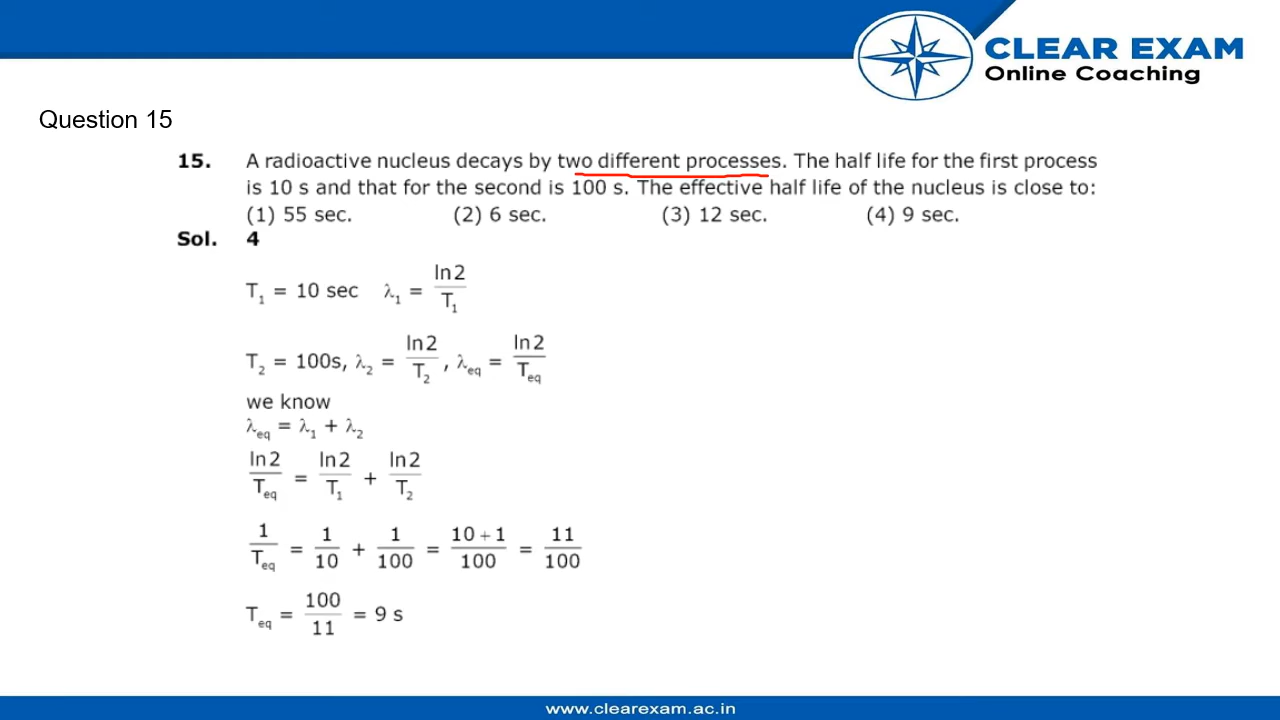 CLEAR EXAM
Online Coaching
Question 15
15. A radioactive nucleus decays by two different processes. The half life for the first process
is 10 s and that for the second is 100 s. The effective half life of the nucleus is close to:
(1) 55 sec. (2) 6 sec. (3) 12 sec. (4) 9 sec.
Sol. 4
T₁ = 10 sec λ₁ = ln2/T₁
T₂ = 100s, λ₂ = ln2/T₂ , λeq = ln2/Teq
we know
λeq = λ₁ + λ₂
ln2/Teq = ln2/T₁ + ln2/T₂
1/Teq = 1/10 + 1/100 = 10+1/100 = 11/100
Teq = 100/11 = 9 s
www.clearexam.ac.in